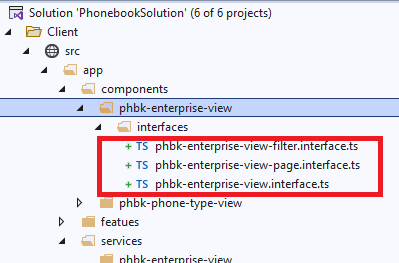 Solution 'PhonebookSolution' (6 of 6 projects)
Client
src
app
components
phbk-enterprise-view
interfaces
+ TS phbk-enterprise-view-filter.interface.ts
+ TS phbk-enterprise-view-page.interface.ts
+ TS phbk-enterprise-view.interface.ts
phbk-phone-type-view
featues
services
phbk-enterprise-view